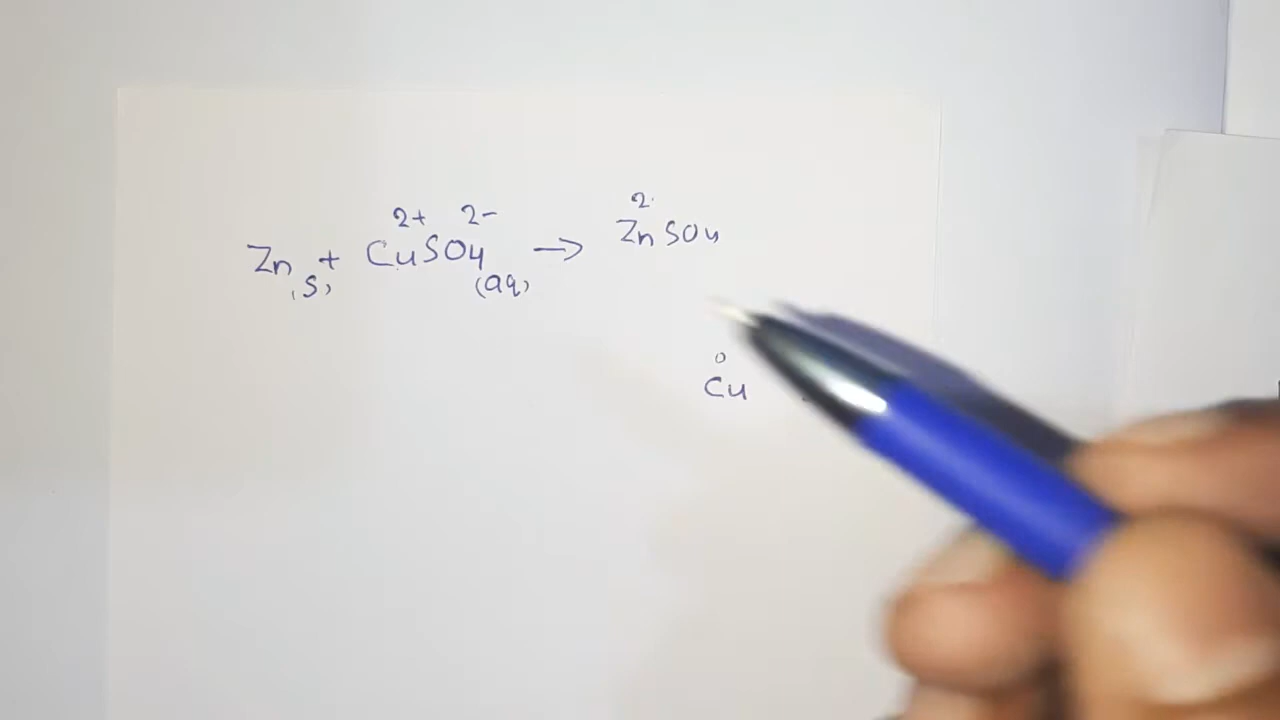 2+ 2-
Zn(s) + CuSO4(aq) → ZnSO4
2.
0
Cu